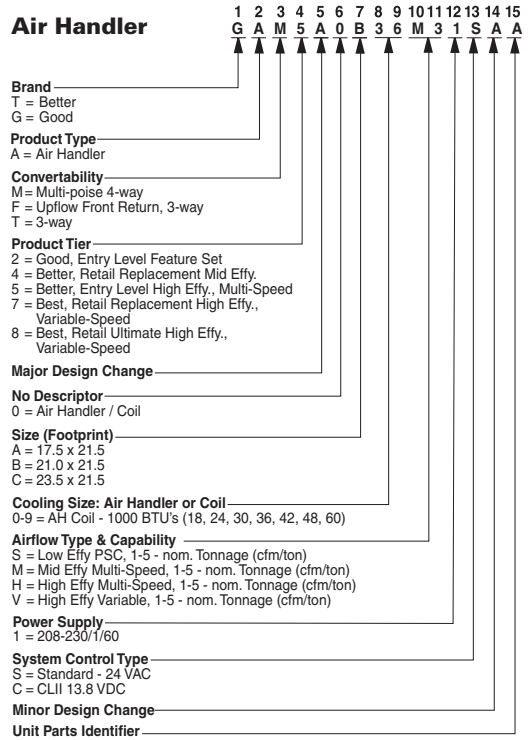 Air Handler
1 2 3 4 5 6 7 8 9 10 11 12 13 14 15
G A M 5 A 0 B 3 6 M 3 1 S A A
Brand
T = Better
G = Good
Product Type
A = Air Handler
Convertability
M = Multi-poise 4-way
F = Upflow Front Return, 3-way
T = 3-way
Product Tier
2 = Good, Entry Level Feature Set
4 = Better, Retail Replacement Mid Effy.
5 = Better, Entry Level High Effy., Multi-Speed
7 = Best, Retail Replacement High Effy.,
Variable-Speed
8 = Best, Retail Ultimate High Effy.,
Variable-Speed
Major Design Change
No Descriptor
0 = Air Handler / Coil
Size (Footprint)
A = 17.5 x 21.5
B = 21.0 x 21.5
C = 23.5 x 21.5
Cooling Size: Air Handler or Coil
0-9 = AH Coil - 1000 BTU's (18, 24, 30, 36, 42, 48, 60)
Airflow Type & Capability
S = Low Effy PSC, 1-5 - nom. Tonnage (cfm/ton)
M = Mid Effy Multi-Speed, 1-5 - nom. Tonnage (cfm/ton)
H = High Effy Multi-Speed, 1-5 - nom. Tonnage (cfm/ton)
V = High Effy Variable, 1-5 - nom. Tonnage (cfm/ton)
Power Supply
1 = 208-230/1/60
System Control Type
S = Standard - 24 VAC
C = CLII 13.8 VDC
Minor Design Change
Unit Parts Identifier